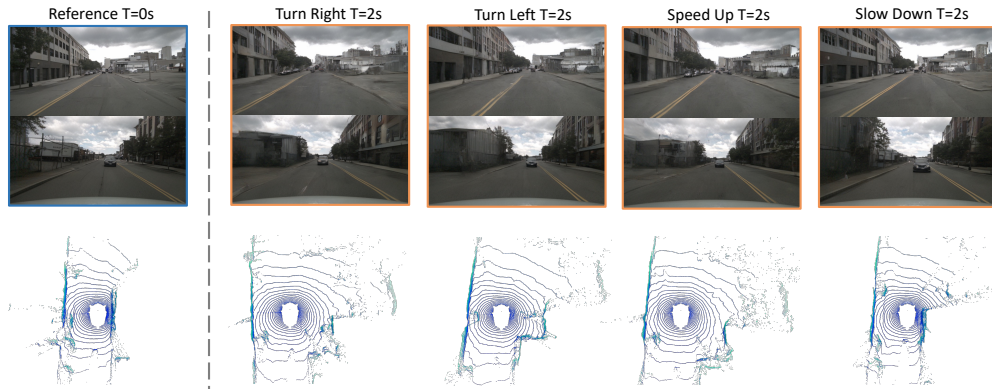 Reference T=0s
Turn Right T=2s
Turn Left T=2s
Speed Up T=2s
Slow Down T=2s